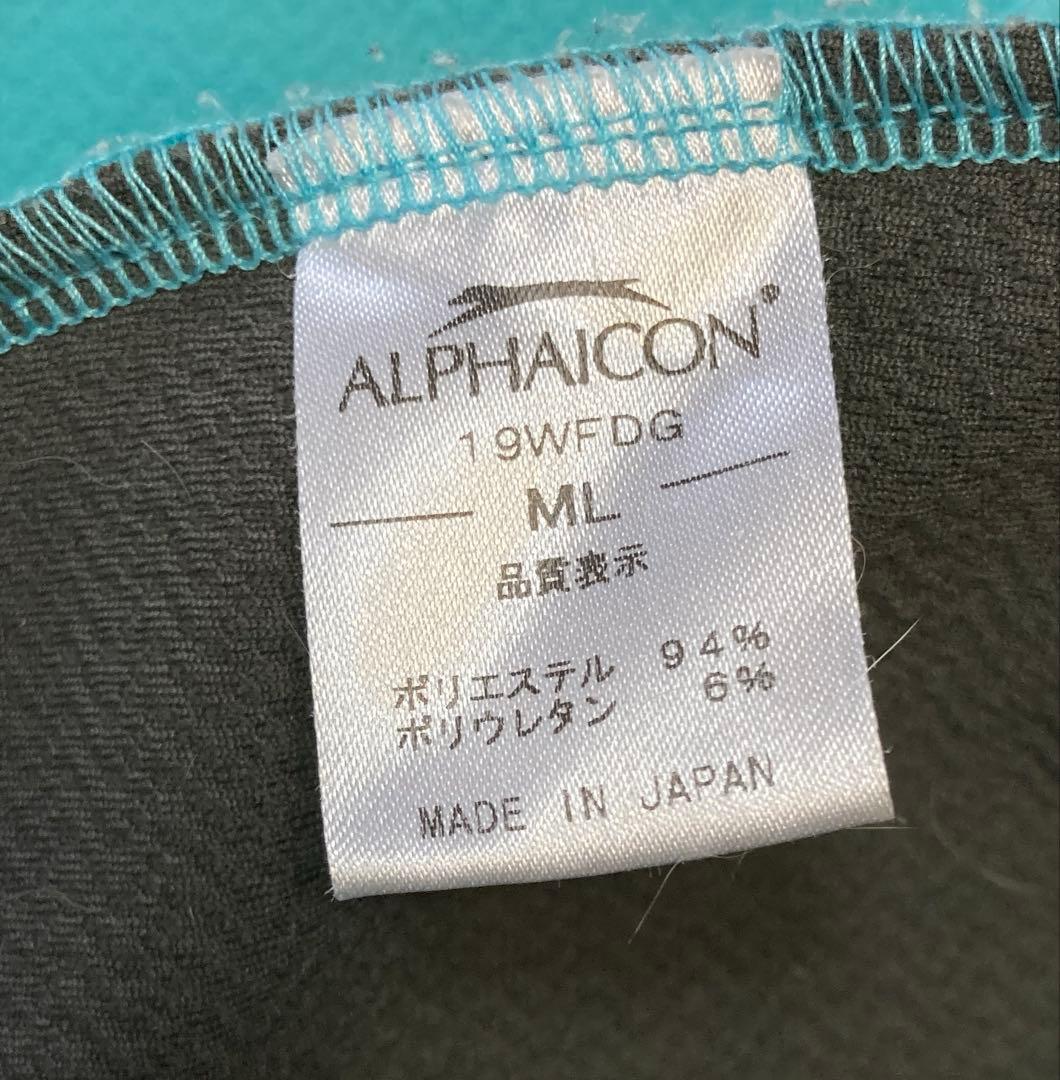 ALPHAICON
19WFDG
ML
品質表示
ポリエステル 94%
ポリウレタン 6%
MADE IN JAPAN